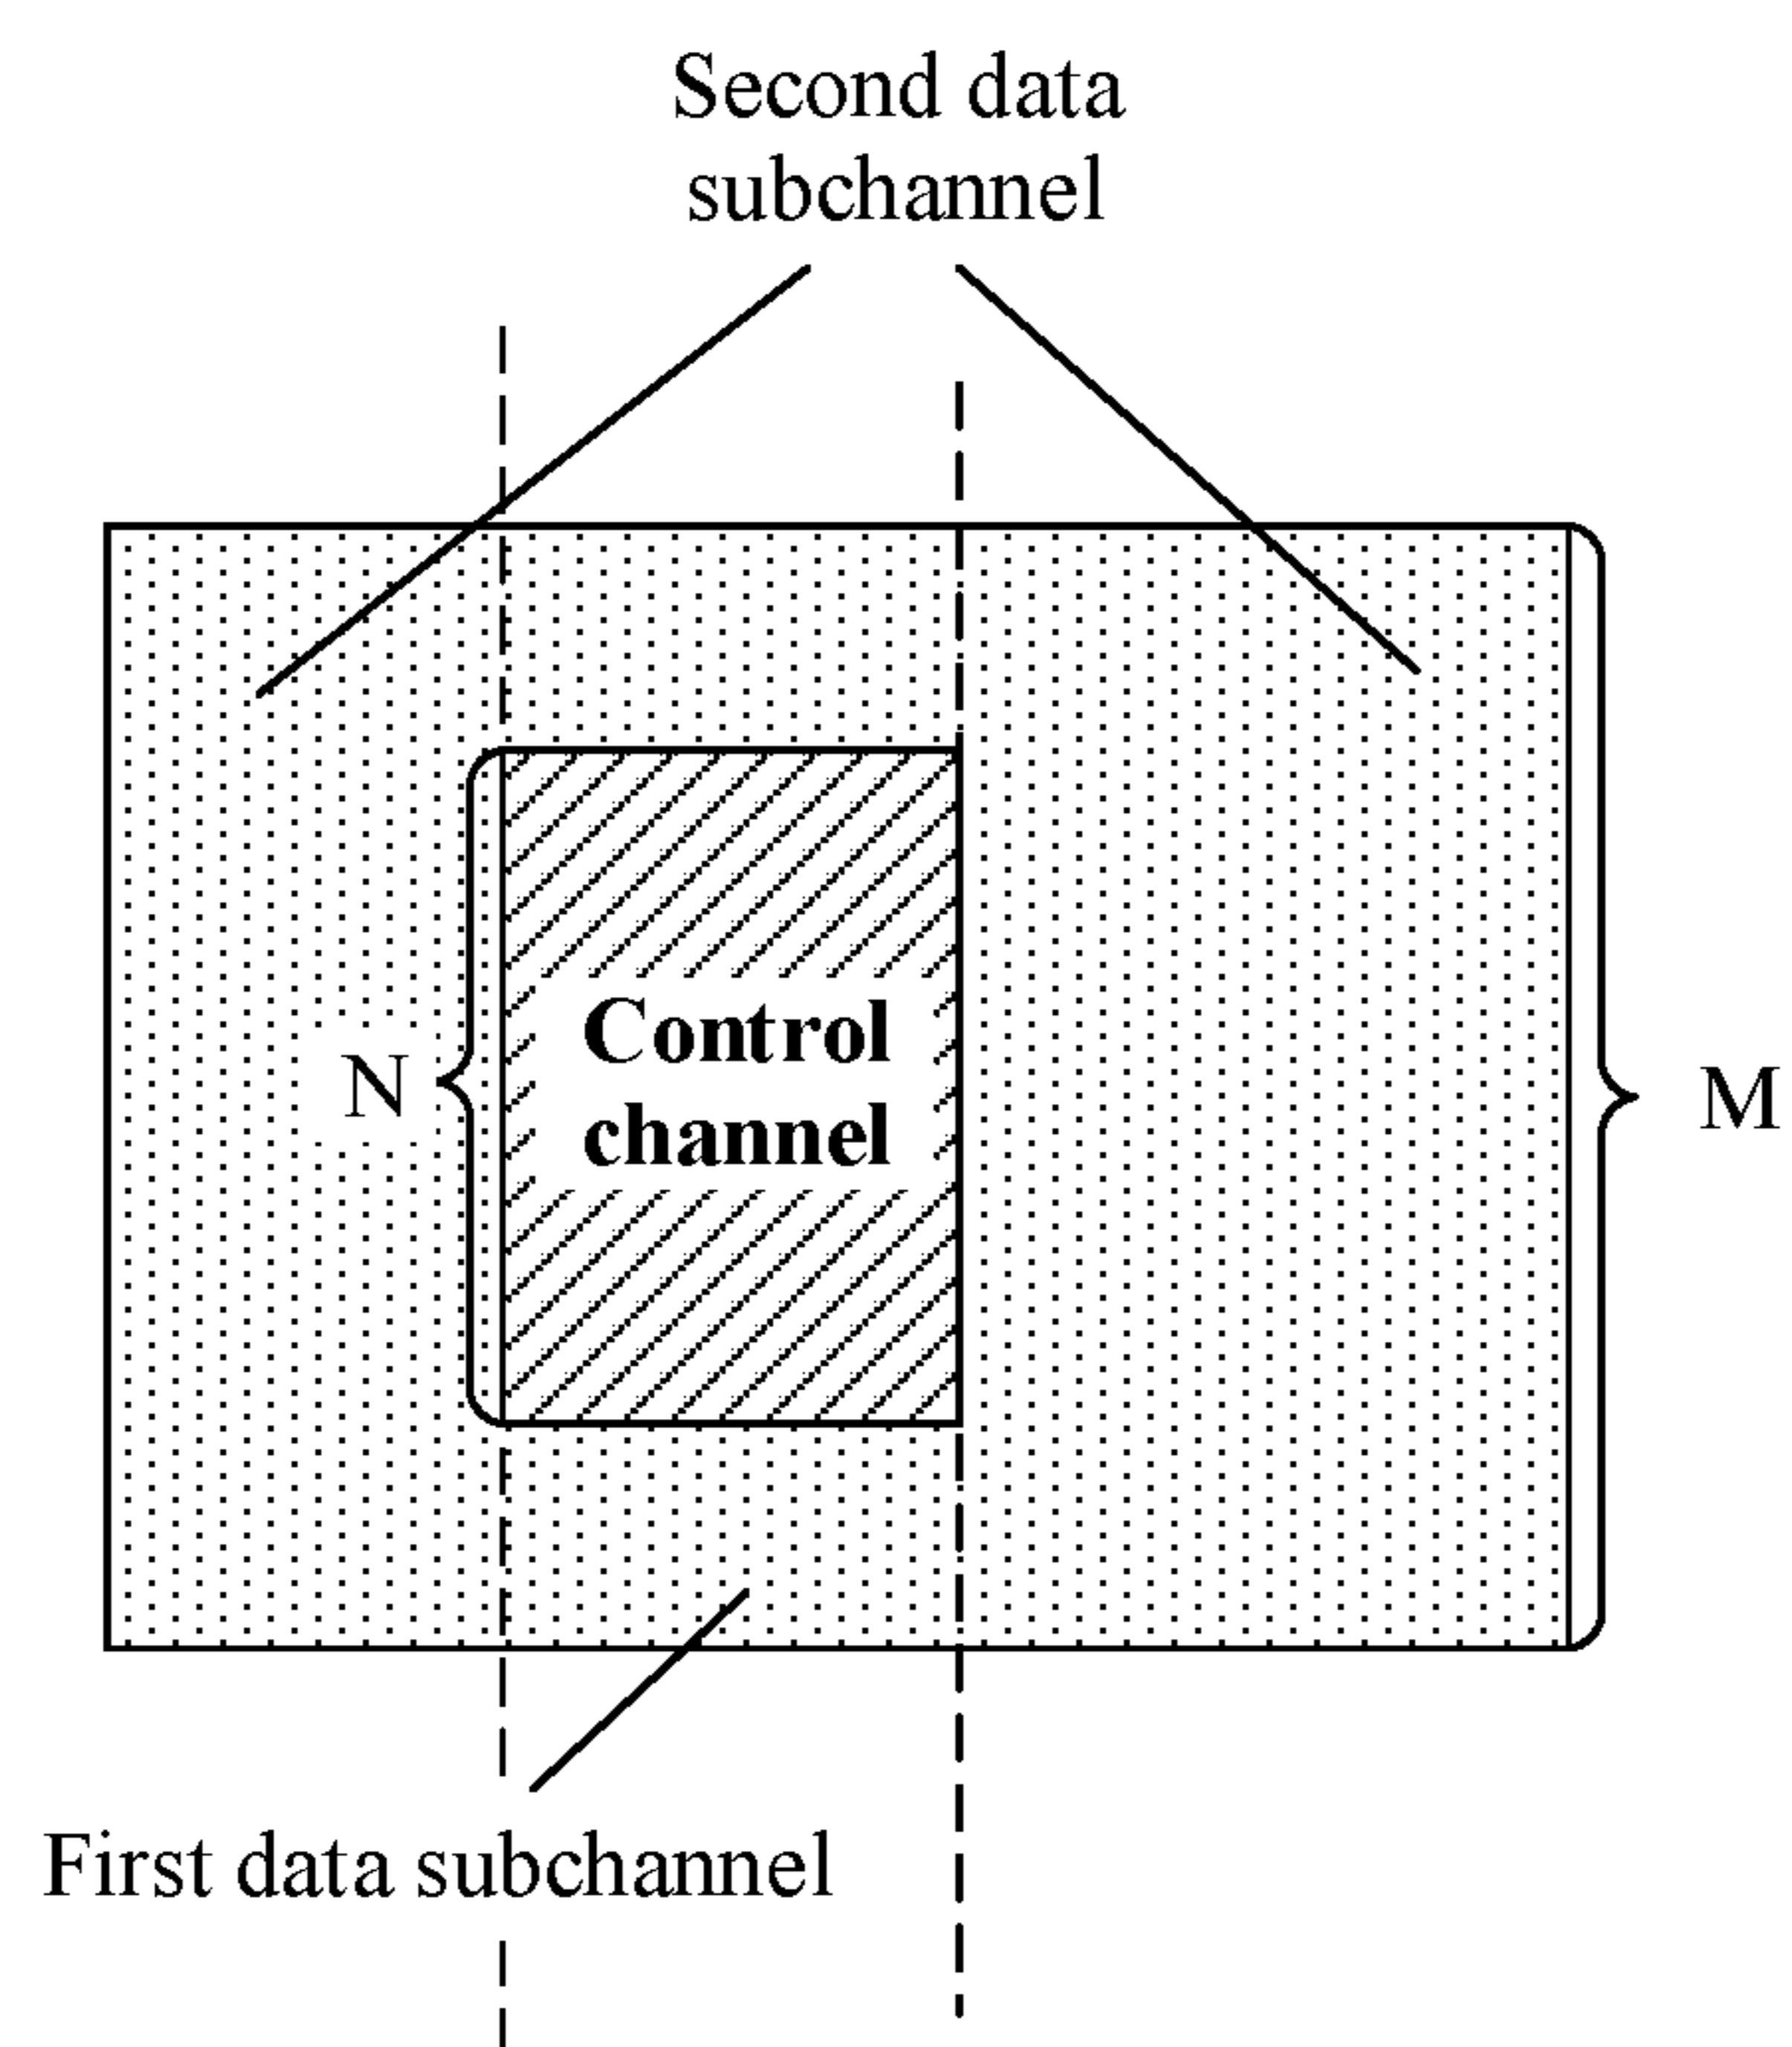 Second data
subchannel
Control
channel
N
M
First data subchannel